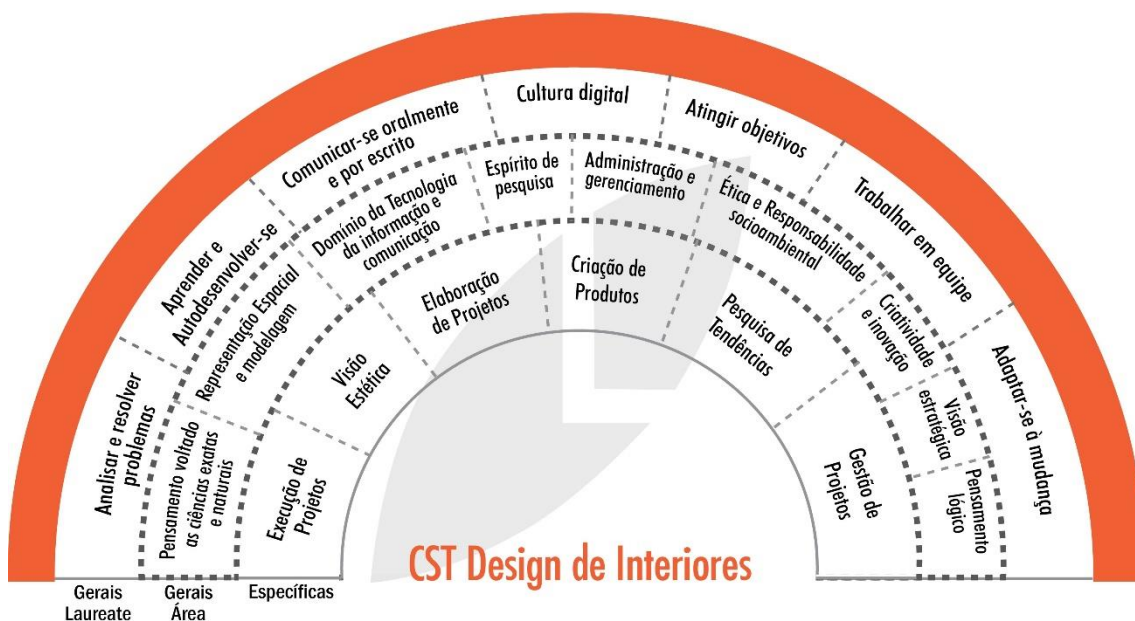 Analisar e resolver
problemas
Aprender e
Autodesenvolver-se
Comunicar-se oralmente
e por escrito
Cultura digital
Atingir objetivos
Trabalhar em equipe
Adaptar-se à mudança
Pensamento voltado
as ciências exatas
e naturais
Representação Espacial
e modelagem
Domínio da Tecnologia
da informação e
comunicação
Espírito de
pesquisa
Administração e
gerenciamento
Ética e Responsabilidade
socioambiental
Criatividade
e inovação
Visão
estratégica
Pensamento
lógico
Execução de
Projetos
Visão
Estética
Elaboração
de Projetos
Criação de
Produtos
Pesquisa de
Tendências
Gestão de
Projetos
CST Design de Interiores
Gerais
Laureate
Gerais
Área
Específicas